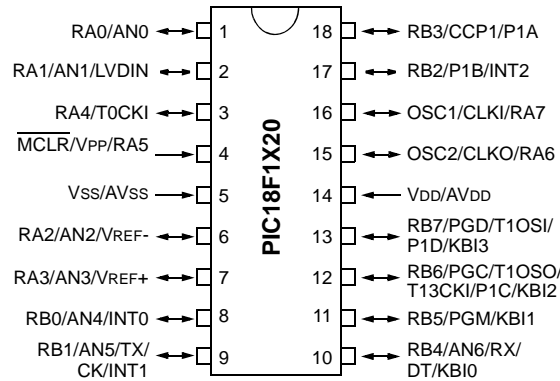 RA0/AN0 1 18 RB3/CCP1/P1A
RA1/AN1/LVDIN 2 17 RB2/P1B/INT2
RA4/T0CKI 3 16 OSC1/CLKI/RA7
MCLR/VPP/RA5 4 15 OSC2/CLKO/RA6
VSS/AVSS 5 14 VDD/AVDD
RA2/AN2/VREF- 6 13 RB7/PGD/T1OSI/
P1D/KBI3
RA3/AN3/VREF+ 7 12 RB6/PGC/T1OSO/
T13CKI/P1C/KBI2
RB0/AN4/INT0 8 11 RB5/PGM/KBI1
RB1/AN5/TX/
CK/INT1 9 10 RB4/AN6/RX/
DT/KBI0
PIC18F1X20